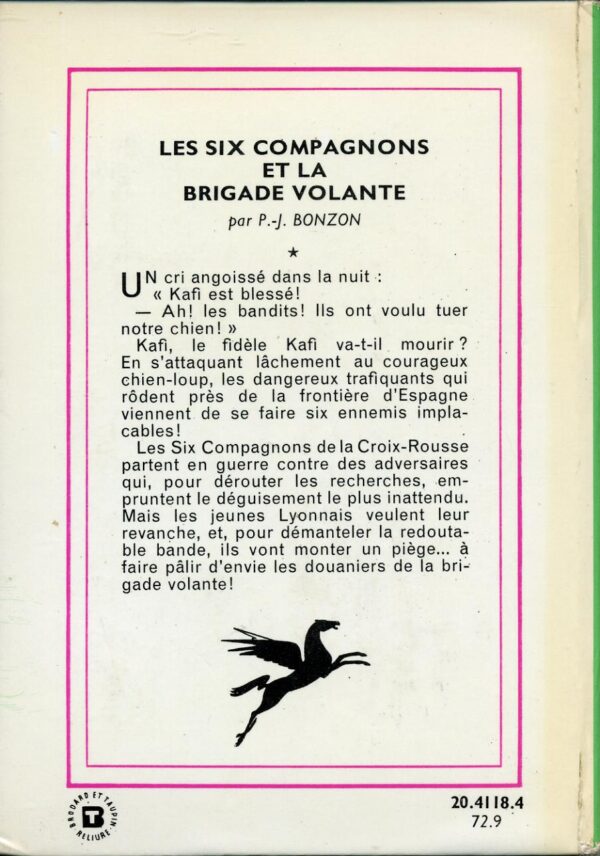 LES SIX COMPAGNONS
ET LA
BRIGADE VOLANTE
par P.-J. BONZON
UN cri angoissé dans la nuit :
« Kafi est blessé!
— Ah! les bandits! Ils ont voulu tuer
notre chien! »
Kafi, le fidèle Kafi va-t-il mourir?
En s'attaquant lâchement au courageux
chien-loup, les dangereux trafiquants qui
rôdent près de la frontière d'Espagne
viennent de se faire six ennemis impla-
cables!
Les Six Compagnons de la Croix-Rousse
partent en guerre contre des adversaires
qui, pour dérouter les recherches, em-
pruntent le déguisement le plus inattendu.
Mais les jeunes Lyonnais veulent leur
revanche, et, pour démanteler la redouta-
ble bande, ils vont monter un piège... à
faire pâlir d'envie les douaniers de la bri-
gade volante!
BRODARD ET TAUPIN
RELIURE
BT
20.4118.4
72.9